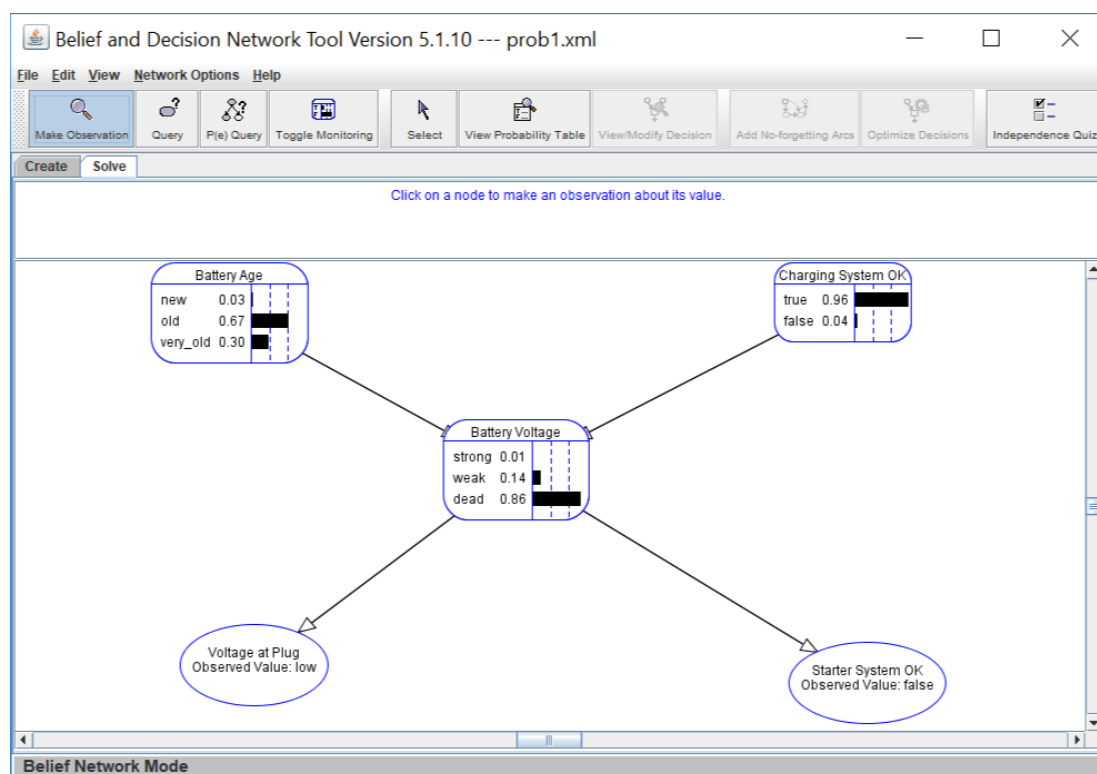 Belief and Decision Network Tool Version 5.1.10 --- prob1.xml
File Edit View Network Options Help
Make Observation Query P(e) Query Toggle Monitoring Select View Probability Table View/Modify Decision Add No-forgetting Arcs Optimize Decisions Independence Quiz
Create Solve
Click on a node to make an observation about its value.
Battery Age
new 0.03
old 0.67
very_old 0.30
Charging System OK
true 0.96
false 0.04
Battery Voltage
strong 0.01
weak 0.14
dead 0.86
Voltage at Plug
Observed Value: low
Starter System OK
Observed Value: false
Belief Network Mode